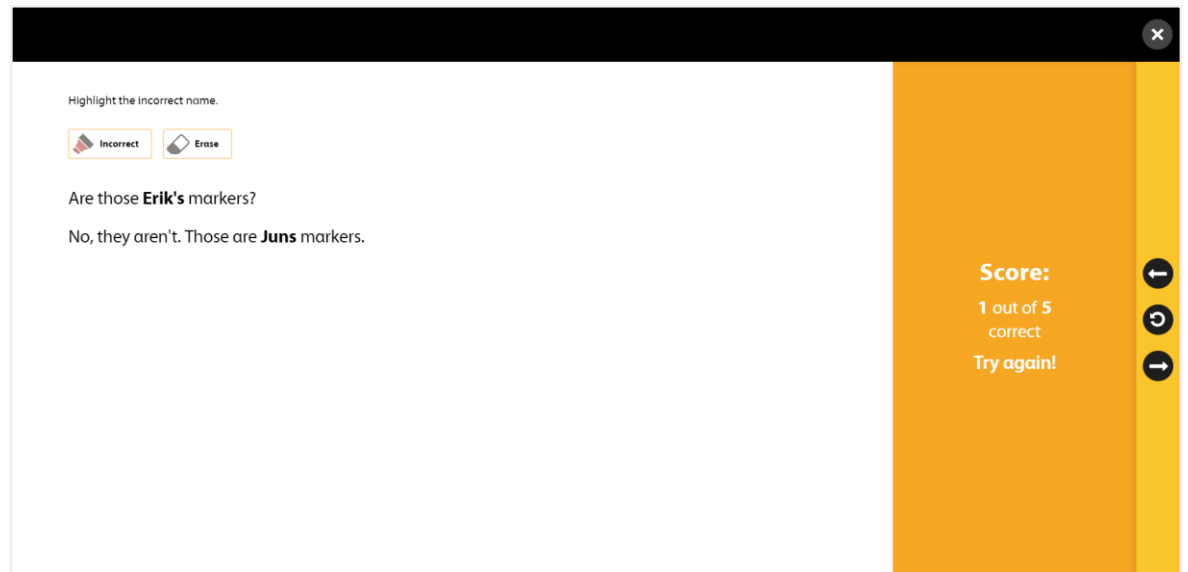 Highlight the incorrect name.
Incorrect Erase
Are those Erik's markers?
No, they aren't. Those are Juns markers.
Score:
1 out of 5
correct
Try again!